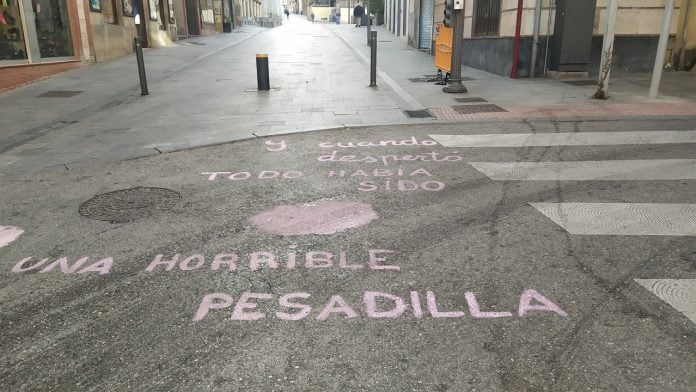 y cuando
despertó
TODO HABÍA
SIDO
UNA HORRIBLE
PESADILLA